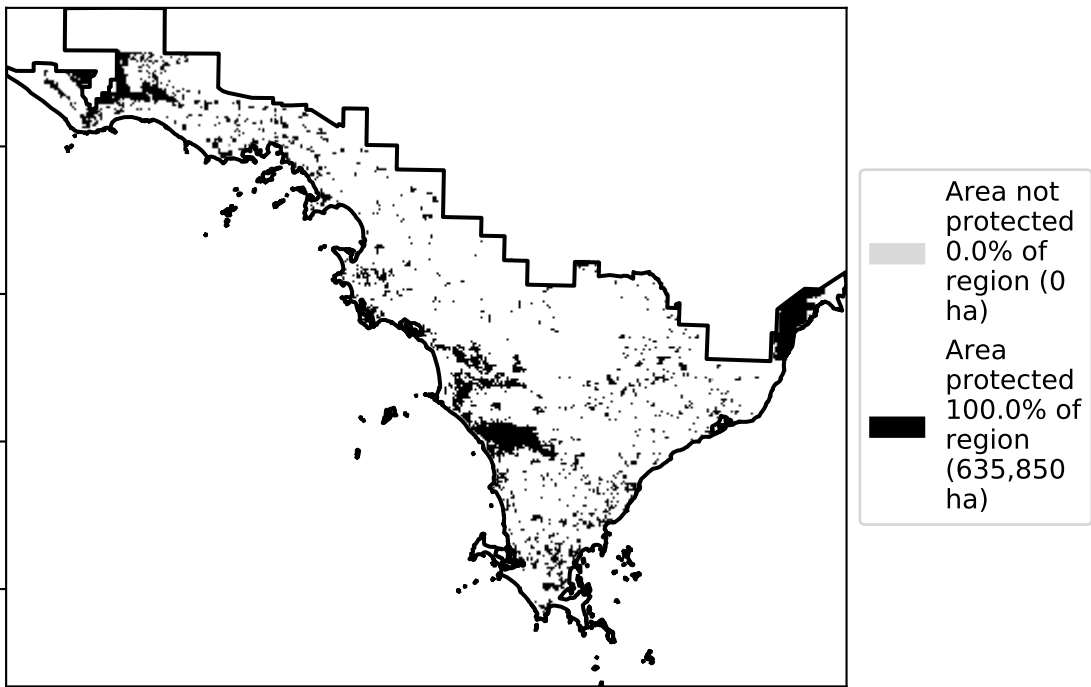 Area not
protected
0.0% of
region (0
ha)
Area
protected
100.0% of
region
(635,850
ha)